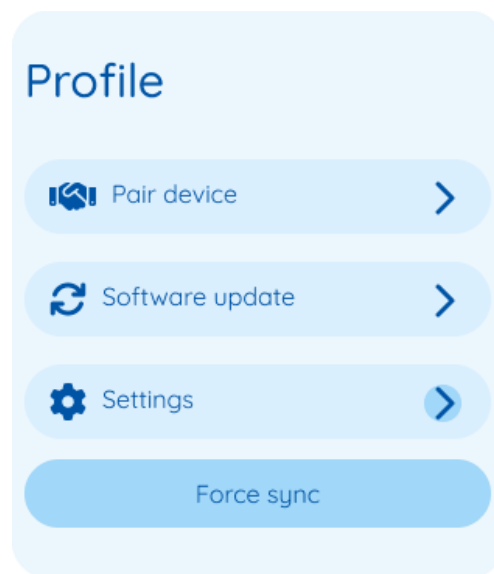 Profile
Pair device
Software update
Settings
Force sync